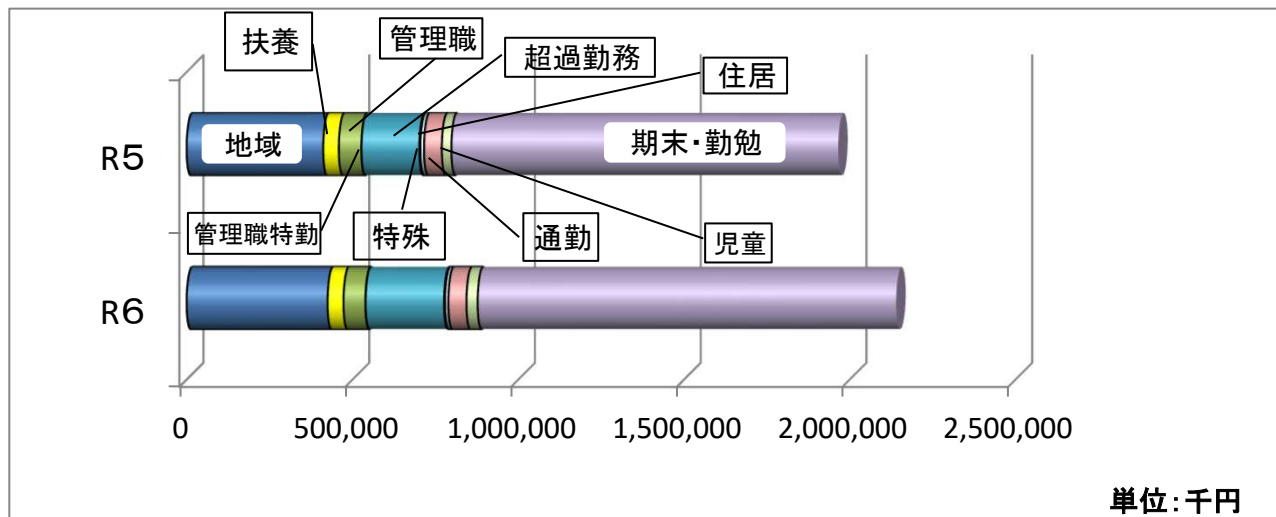 扶養
管理職
超過勤務
住居
R5
地域
期末・勤勉
管理職特勤
特殊
通勤
児童
R6
0
500,000
1,000,000
1,500,000
2,000,000
2,500,000
単位：千円